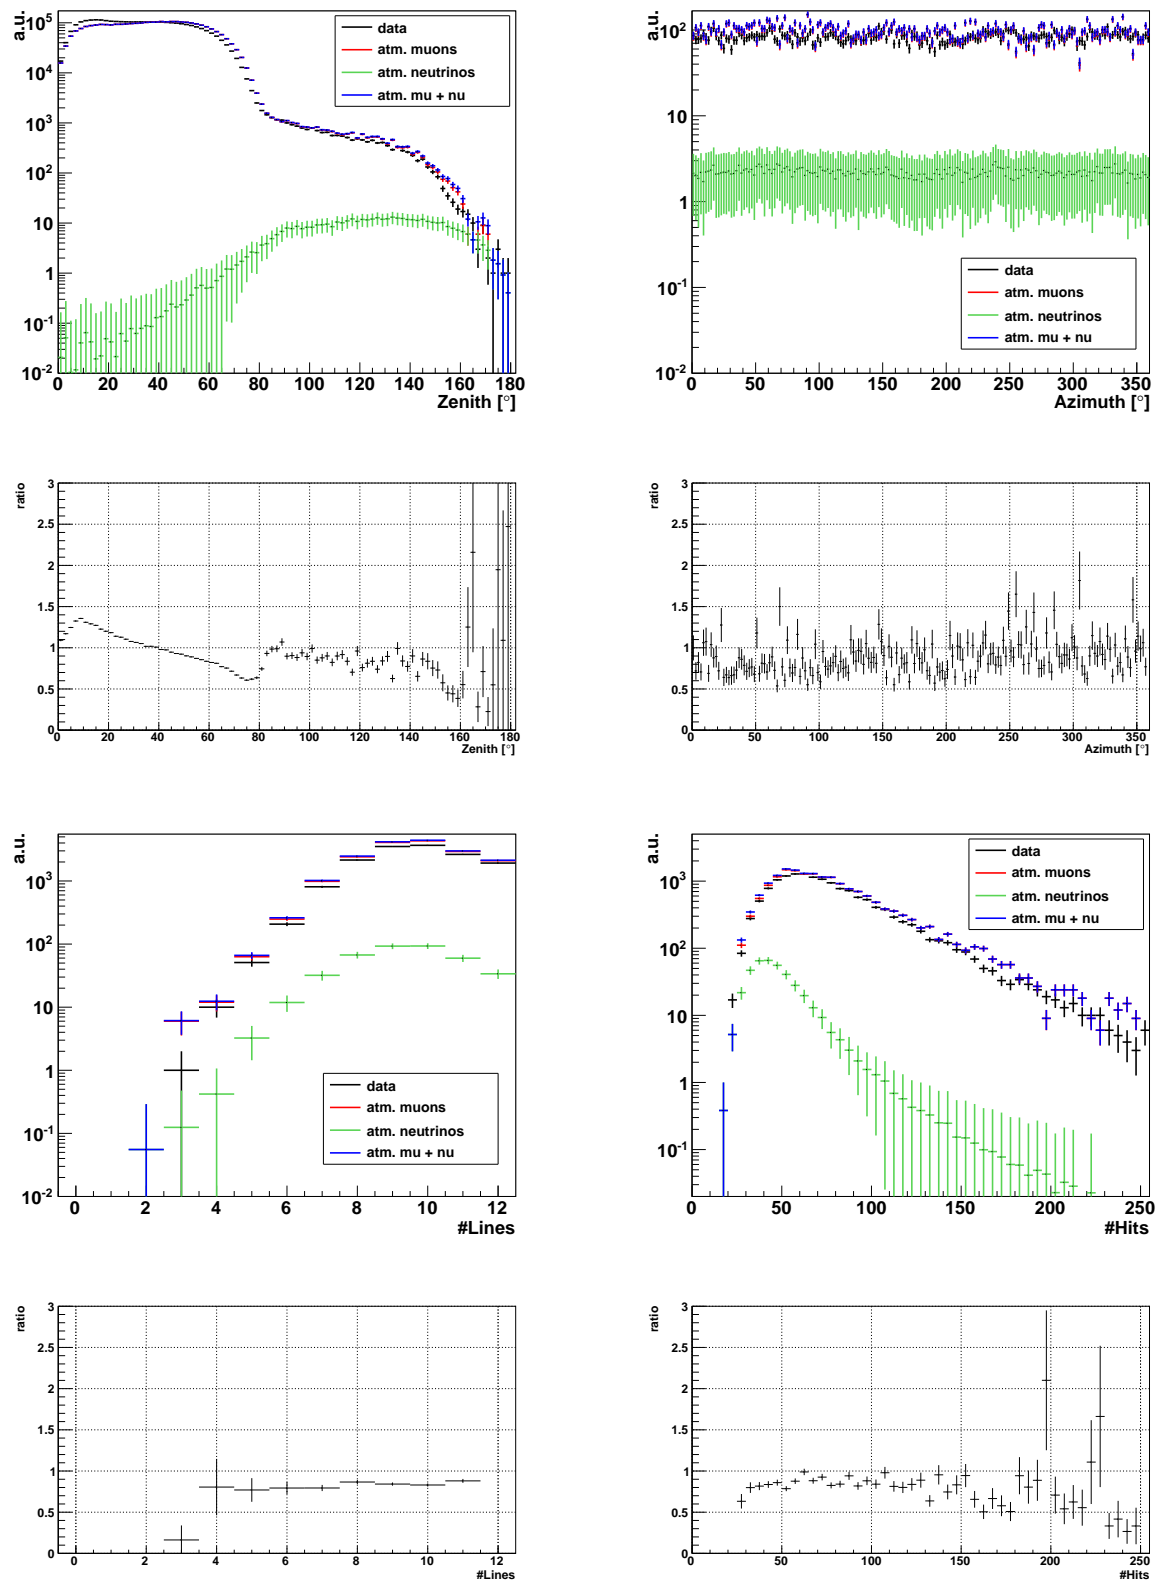 a.u.
10^5
10^4
10^3
10^2
10
1
10^-1
10^-2
data
atm. muons
atm. neutrinos
atm. mu + nu
0 20 40 60 80 100 120 140 160 180
Zenith [°]
a.u.
10^2
10
1
10^-1
10^-2
data
atm. muons
atm. neutrinos
atm. mu + nu
0 50 100 150 200 250 300 350
Azimuth [°]
ratio
3
2.5
2
1.5
1
0.5
0
0 20 40 60 80 100 120 140 160 180
Zenith [°]
ratio
3
2.5
2
1.5
1
0.5
0
0 50 100 150 200 250 300 350
Azimuth [°]
a.u.
10^3
10^2
10
1
10^-1
10^-2
data
atm. muons
atm. neutrinos
atm. mu + nu
0 2 4 6 8 10 12
#Lines
a.u.
10^3
10^2
10
1
10^-1
data
atm. muons
atm. neutrinos
atm. mu + nu
0 50 100 150 200 250
#Hits
ratio
3
2.5
2
1.5
1
0.5
0
0 2 4 6 8 10 12
#Lines
ratio
3
2.5
2
1.5
1
0.5
0
0 50 100 150 200 250
#Hits